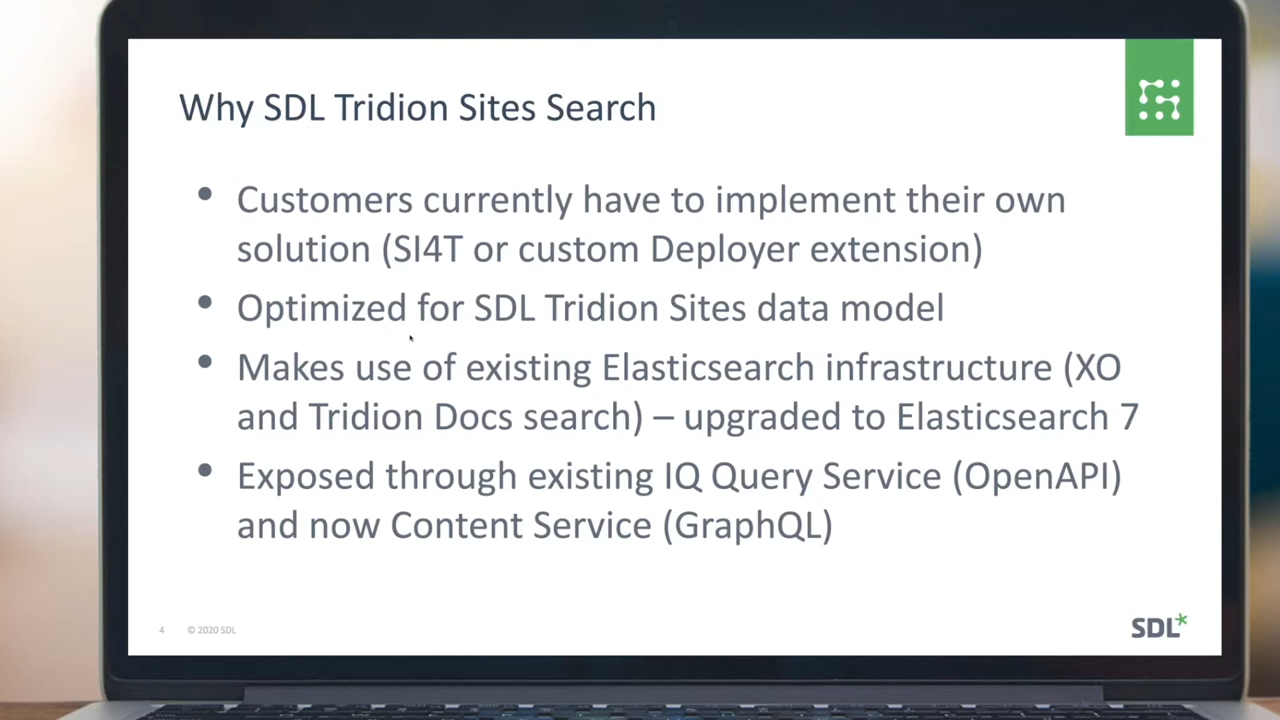 Why SDL Tridion Sites Search
• Customers currently have to implement their own
solution (SI4T or custom Deployer extension)
• Optimized for SDL Tridion Sites data model
• Makes use of existing Elasticsearch infrastructure (XO
and Tridion Docs search) – upgraded to Elasticsearch 7
• Exposed through existing IQ Query Service (OpenAPI)
and now Content Service (GraphQL)
4 © 2020 SDL
SDL*